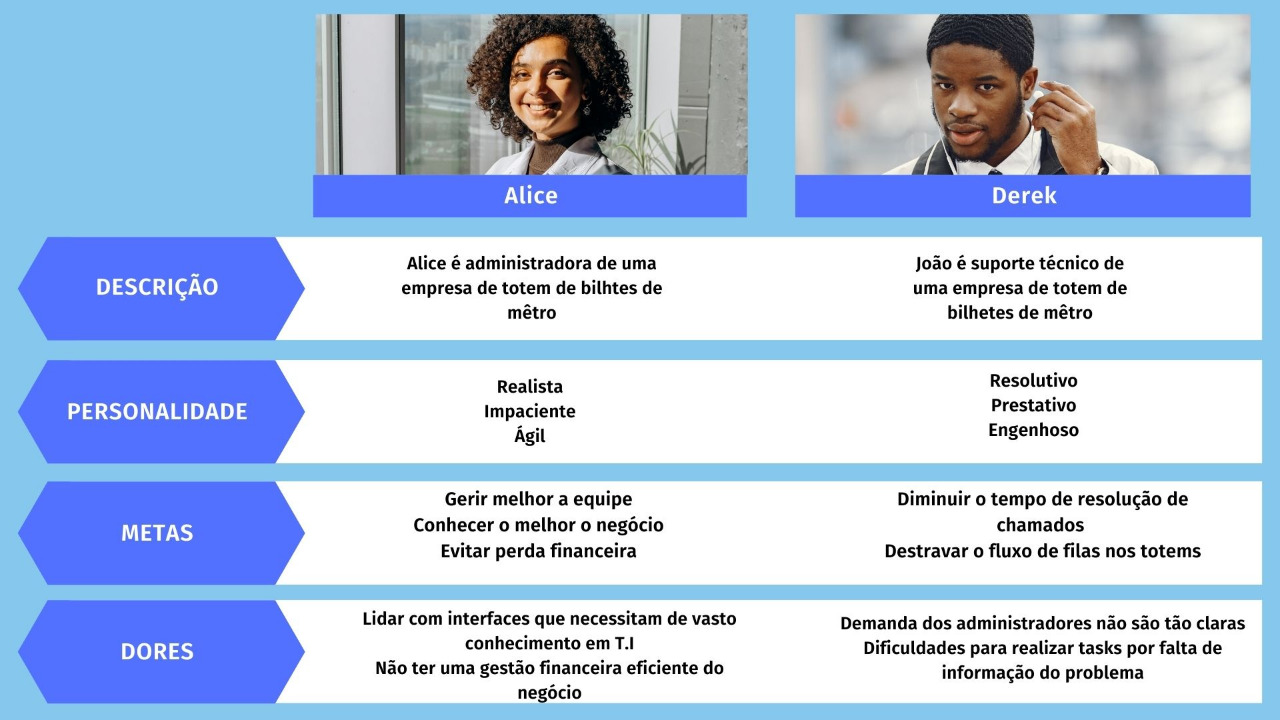 Alice
Derek
DESCRIÇÃO
Alice é administradora de uma
empresa de totem de bilhtes de
mêtro
João é suporte técnico de
uma empresa de totem de
bilhetes de mêtro
PERSONALIDADE
Realista
Impaciente
Ágil
Resolutivo
Prestativo
Engenhoso
METAS
Gerir melhor a equipe
Conhecer o melhor o negócio
Evitar perda financeira
Diminuir o tempo de resolução de
chamados
Destravar o fluxo de filas nos totems
DORES
Lidar com interfaces que necessitam de vasto
conhecimento em T.I
Não ter uma gestão financeira eficiente do
negócio
Demanda dos administradores não são tão claras
Dificuldades para realizar tasks por falta de
informação do problema